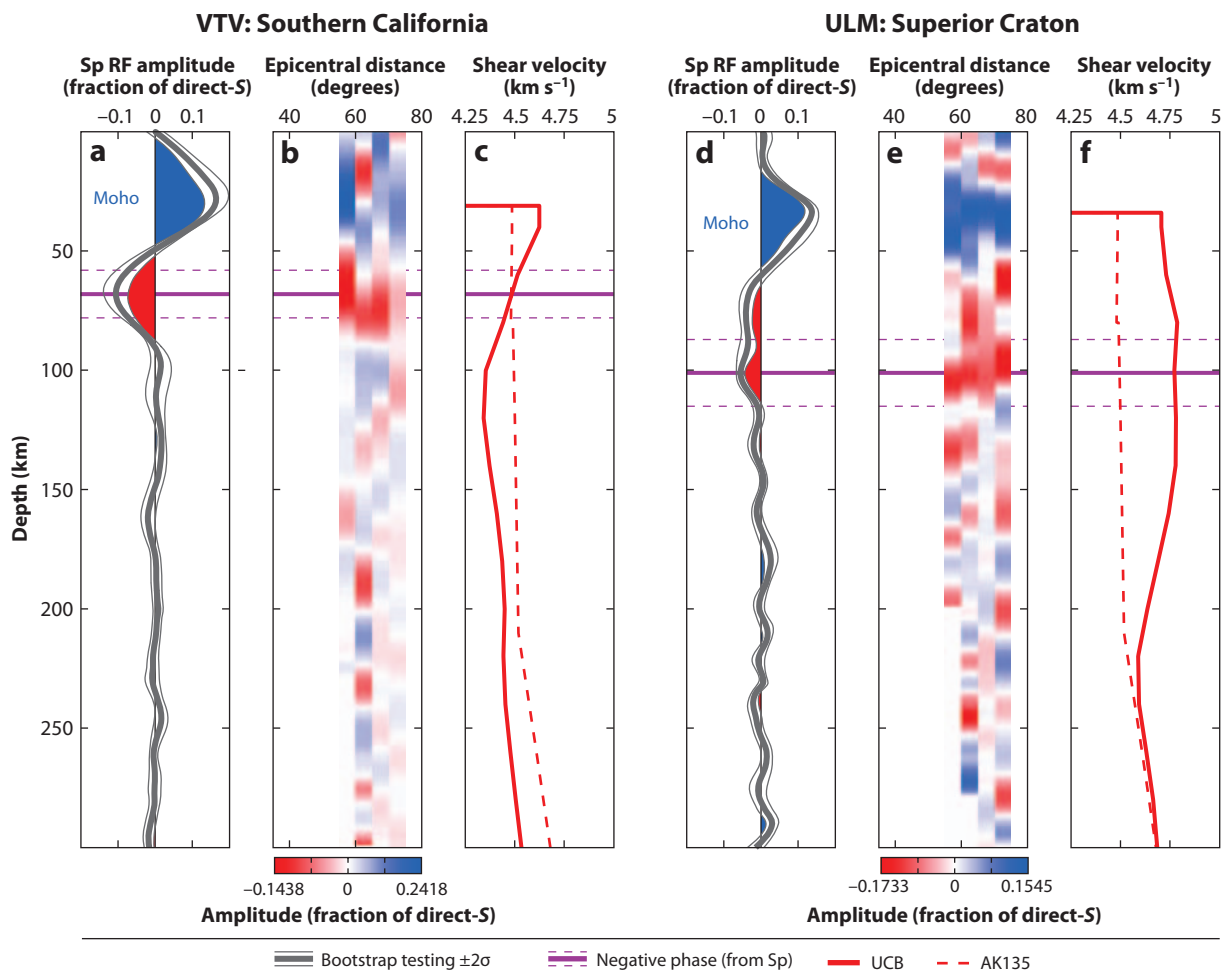 VTV: Southern California
ULM: Superior Craton
Sp RF amplitude
(fraction of direct-S)
Epicentral distance
(degrees)
Shear velocity
(km s−1)
Sp RF amplitude
(fraction of direct-S)
Epicentral distance
(degrees)
Shear velocity
(km s−1)
−0.1 0 0.1
40 60 80
4.25 4.5 4.75 5
−0.1 0 0.1
40 60 80
4.25 4.5 4.75 5
a b c d e f
Moho
Moho
50
100
150
200
250
Depth (km)
−0.1438 0 0.2418
−0.1733 0 0.1545
Amplitude (fraction of direct-S)
Amplitude (fraction of direct-S)
Bootstrap testing ±2σ
Negative phase (from Sp)
UCB
AK135